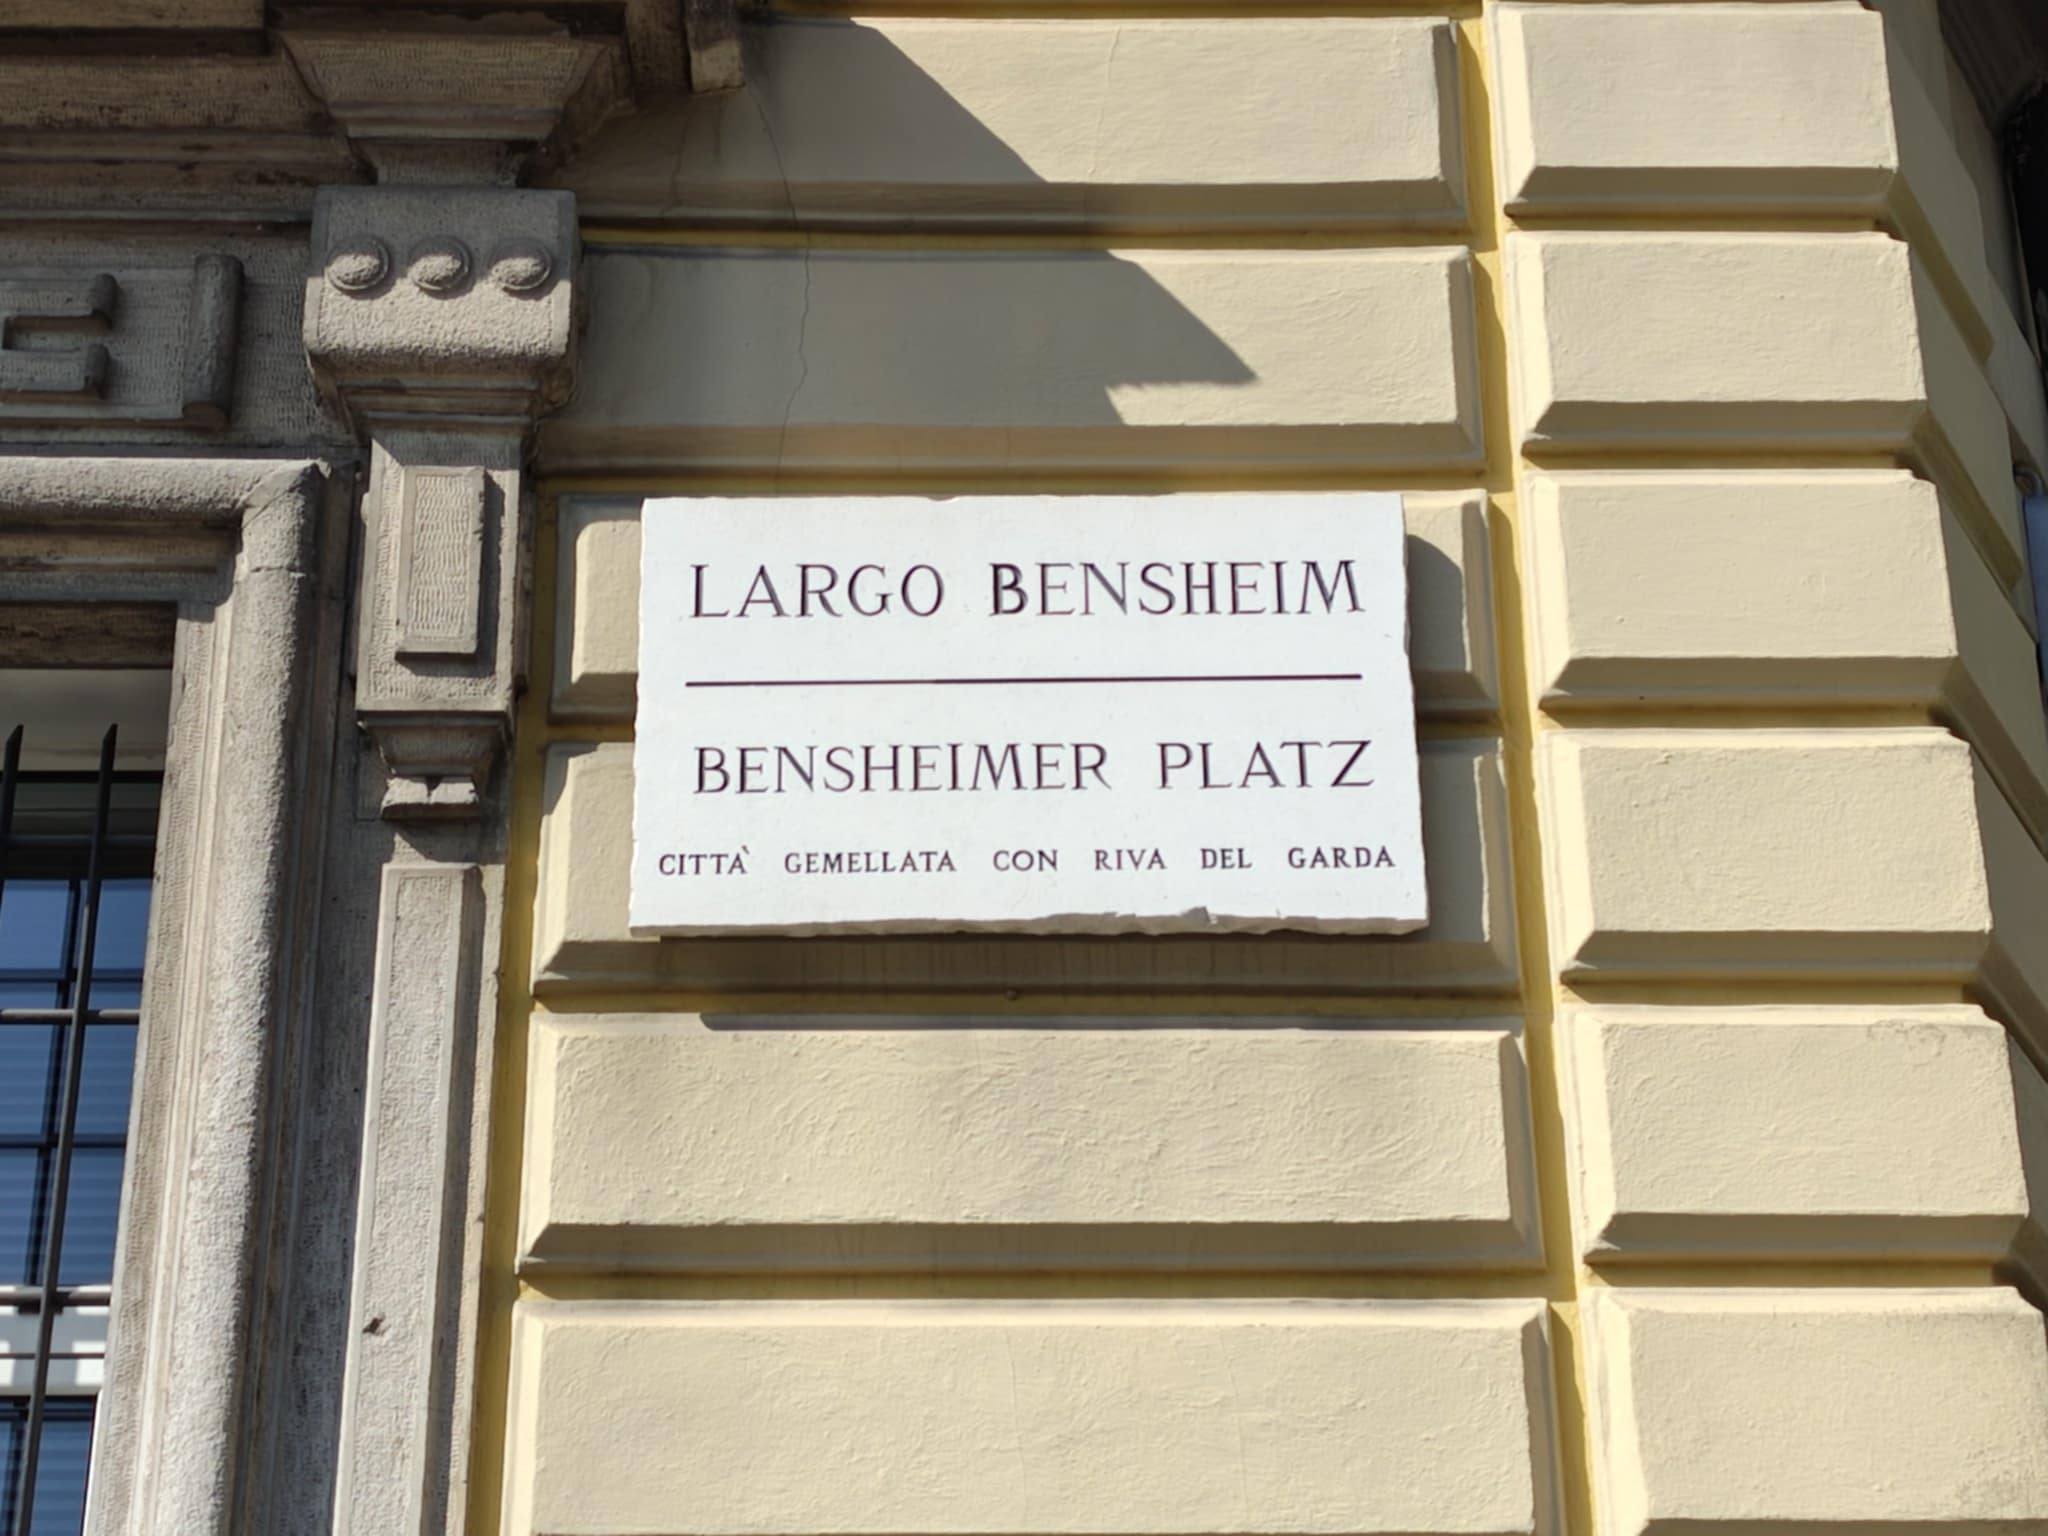 LARGO BENSHEIM
BENSHEIMER PLATZ
CITTA` GEMELLATA CON RIVA DEL GARDA